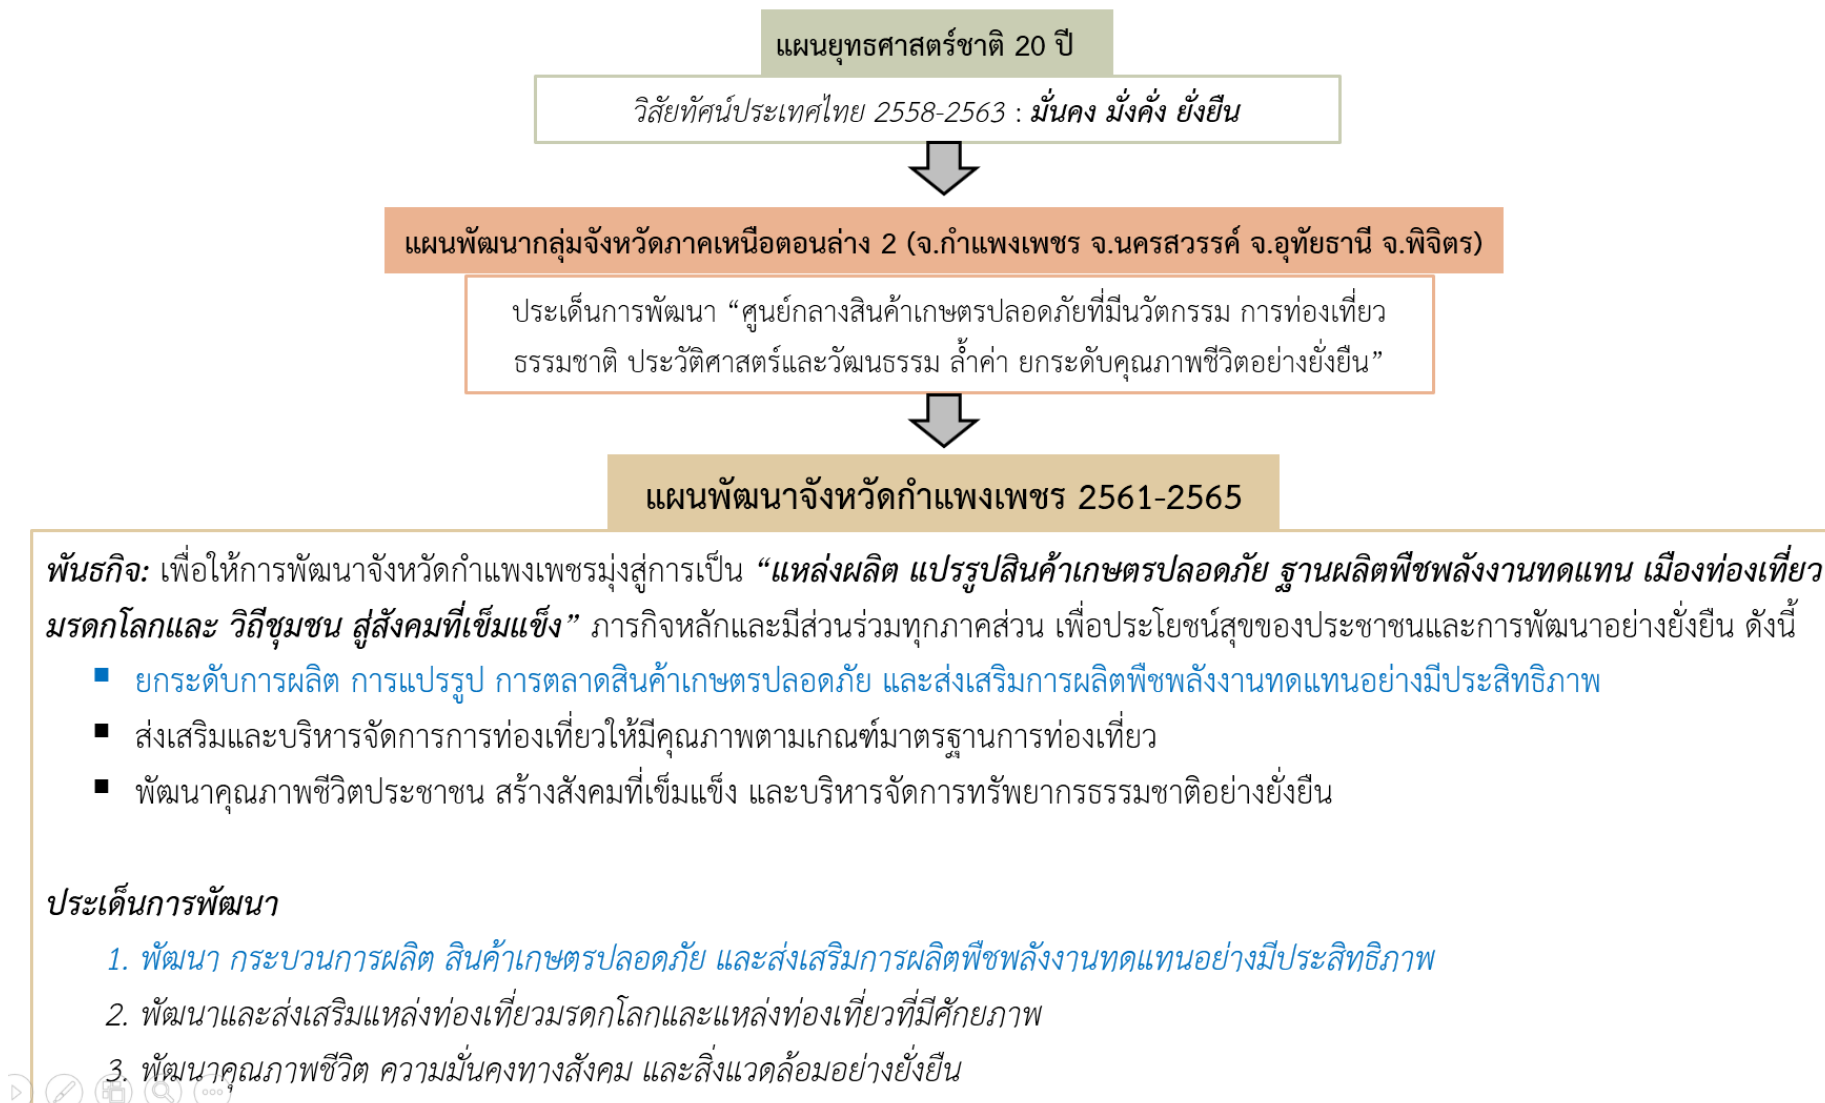 แผนยุทธศาสตร์ชาติ 20 ปี
วิสัยทัศน์ประเทศไทย 2558-2563 : มั่นคง มั่งคั่ง ยั่งยืน
แผนพัฒนากลุ่มจังหวัดภาคเหนือตอนล่าง 2 (จ.กำแพงเพชร จ.นครสวรรค์ จ.อุทัยธานี จ.พิจิตร)
ประเด็นการพัฒนา “ศูนย์กลางสินค้าเกษตรปลอดภัยที่มีนวัตกรรม การท่องเที่ยว
ธรรมชาติ ประวัติศาสตร์และวัฒนธรรม ล้ำค่า ยกระดับคุณภาพชีวิตอย่างยั่งยืน”
แผนพัฒนาจังหวัดกำแพงเพชร 2561-2565
พันธกิจ: เพื่อให้การพัฒนาจังหวัดกำแพงเพชรมุ่งสู่การเป็น “แหล่งผลิต แปรรูปสินค้าเกษตรปลอดภัย ฐานผลิตพืชพลังงานทดแทน เมืองท่องเที่ยว
มรดกโลกและ วิถีชุมชน สู่สังคมที่เข็มแข็ง” ภารกิจหลักและมีส่วนร่วมทุกภาคส่วน เพื่อประโยชน์สุขของประชาชนและการพัฒนาอย่างยั่งยืน ดังนี้
▪ ยกระดับการผลิต การแปรรูป การตลาดสินค้าเกษตรปลอดภัย และส่งเสริมการผลิตพืชพลังงานทดแทนอย่างมีประสิทธิภาพ
▪ ส่งเสริมและบริหารจัดการการท่องเที่ยวให้มีคุณภาพตามเกณฑ์มาตรฐานการท่องเที่ยว
▪ พัฒนาคุณภาพชีวิตประชาชน สร้างสังคมที่เข็มแข็ง และบริหารจัดการทรัพยากรธรรมชาติอย่างยั่งยืน
ประเด็นการพัฒนา
1. พัฒนา กระบวนการผลิต สินค้าเกษตรปลอดภัย และส่งเสริมการผลิตพืชพลังงานทดแทนอย่างมีประสิทธิภาพ
2. พัฒนาและส่งเสริมแหล่งท่องเที่ยวมรดกโลกและแหล่งท่องเที่ยวที่มีศักยภาพ
3. พัฒนาคุณภาพชีวิต ความมั่นคงทางสังคม และสิ่งแวดล้อมอย่างยั่งยืน